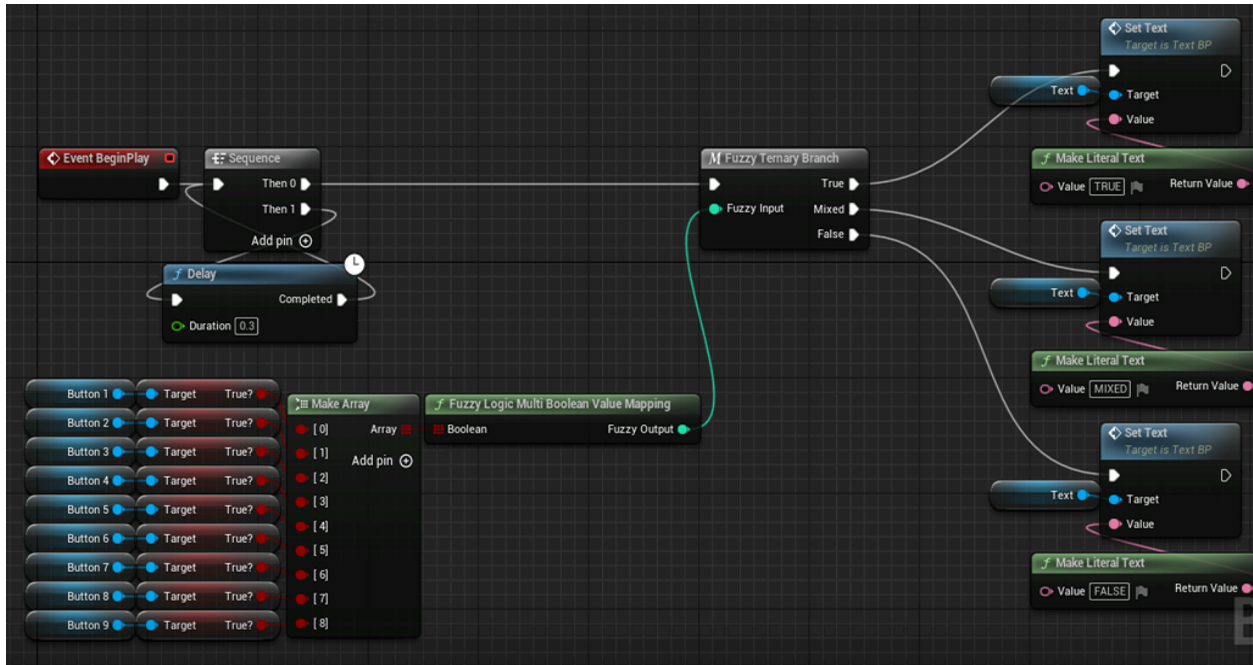 Set Text
Target is Text BP
Text
Target
Value
Make Literal Text
Value TRUE Return Value
Event BeginPlay
Sequence
Then 0
Then 1
Add pin
Delay
Completed
Duration 0.3
Fuzzy Ternary Branch
True
Fuzzy Input Mixed
False
Set Text
Target is Text BP
Text
Target
Value
Make Literal Text
Value MIXED Return Value
Button 1 Target True?
Button 2 Target True?
Button 3 Target True?
Button 4 Target True?
Button 5 Target True?
Button 6 Target True?
Button 7 Target True?
Button 8 Target True?
Button 9 Target True?
Make Array
[0] Array
[1] Add pin
[2]
[3]
[4]
[5]
[6]
[7]
[8]
Fuzzy Logic Multi Boolean Value Mapping
Boolean Fuzzy Output
Set Text
Target is Text BP
Text
Target
Value
Make Literal Text
Value FALSE Return Value